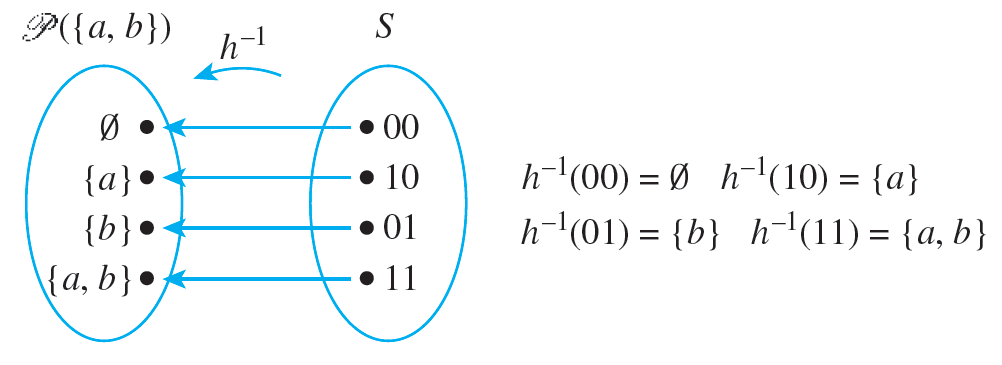 𝒫({a, b})
S
h⁻¹
∅
00
{a}
10
{b}
01
{a, b}
11
h⁻¹(00) = ∅ h⁻¹(10) = {a}
h⁻¹(01) = {b} h⁻¹(11) = {a, b}